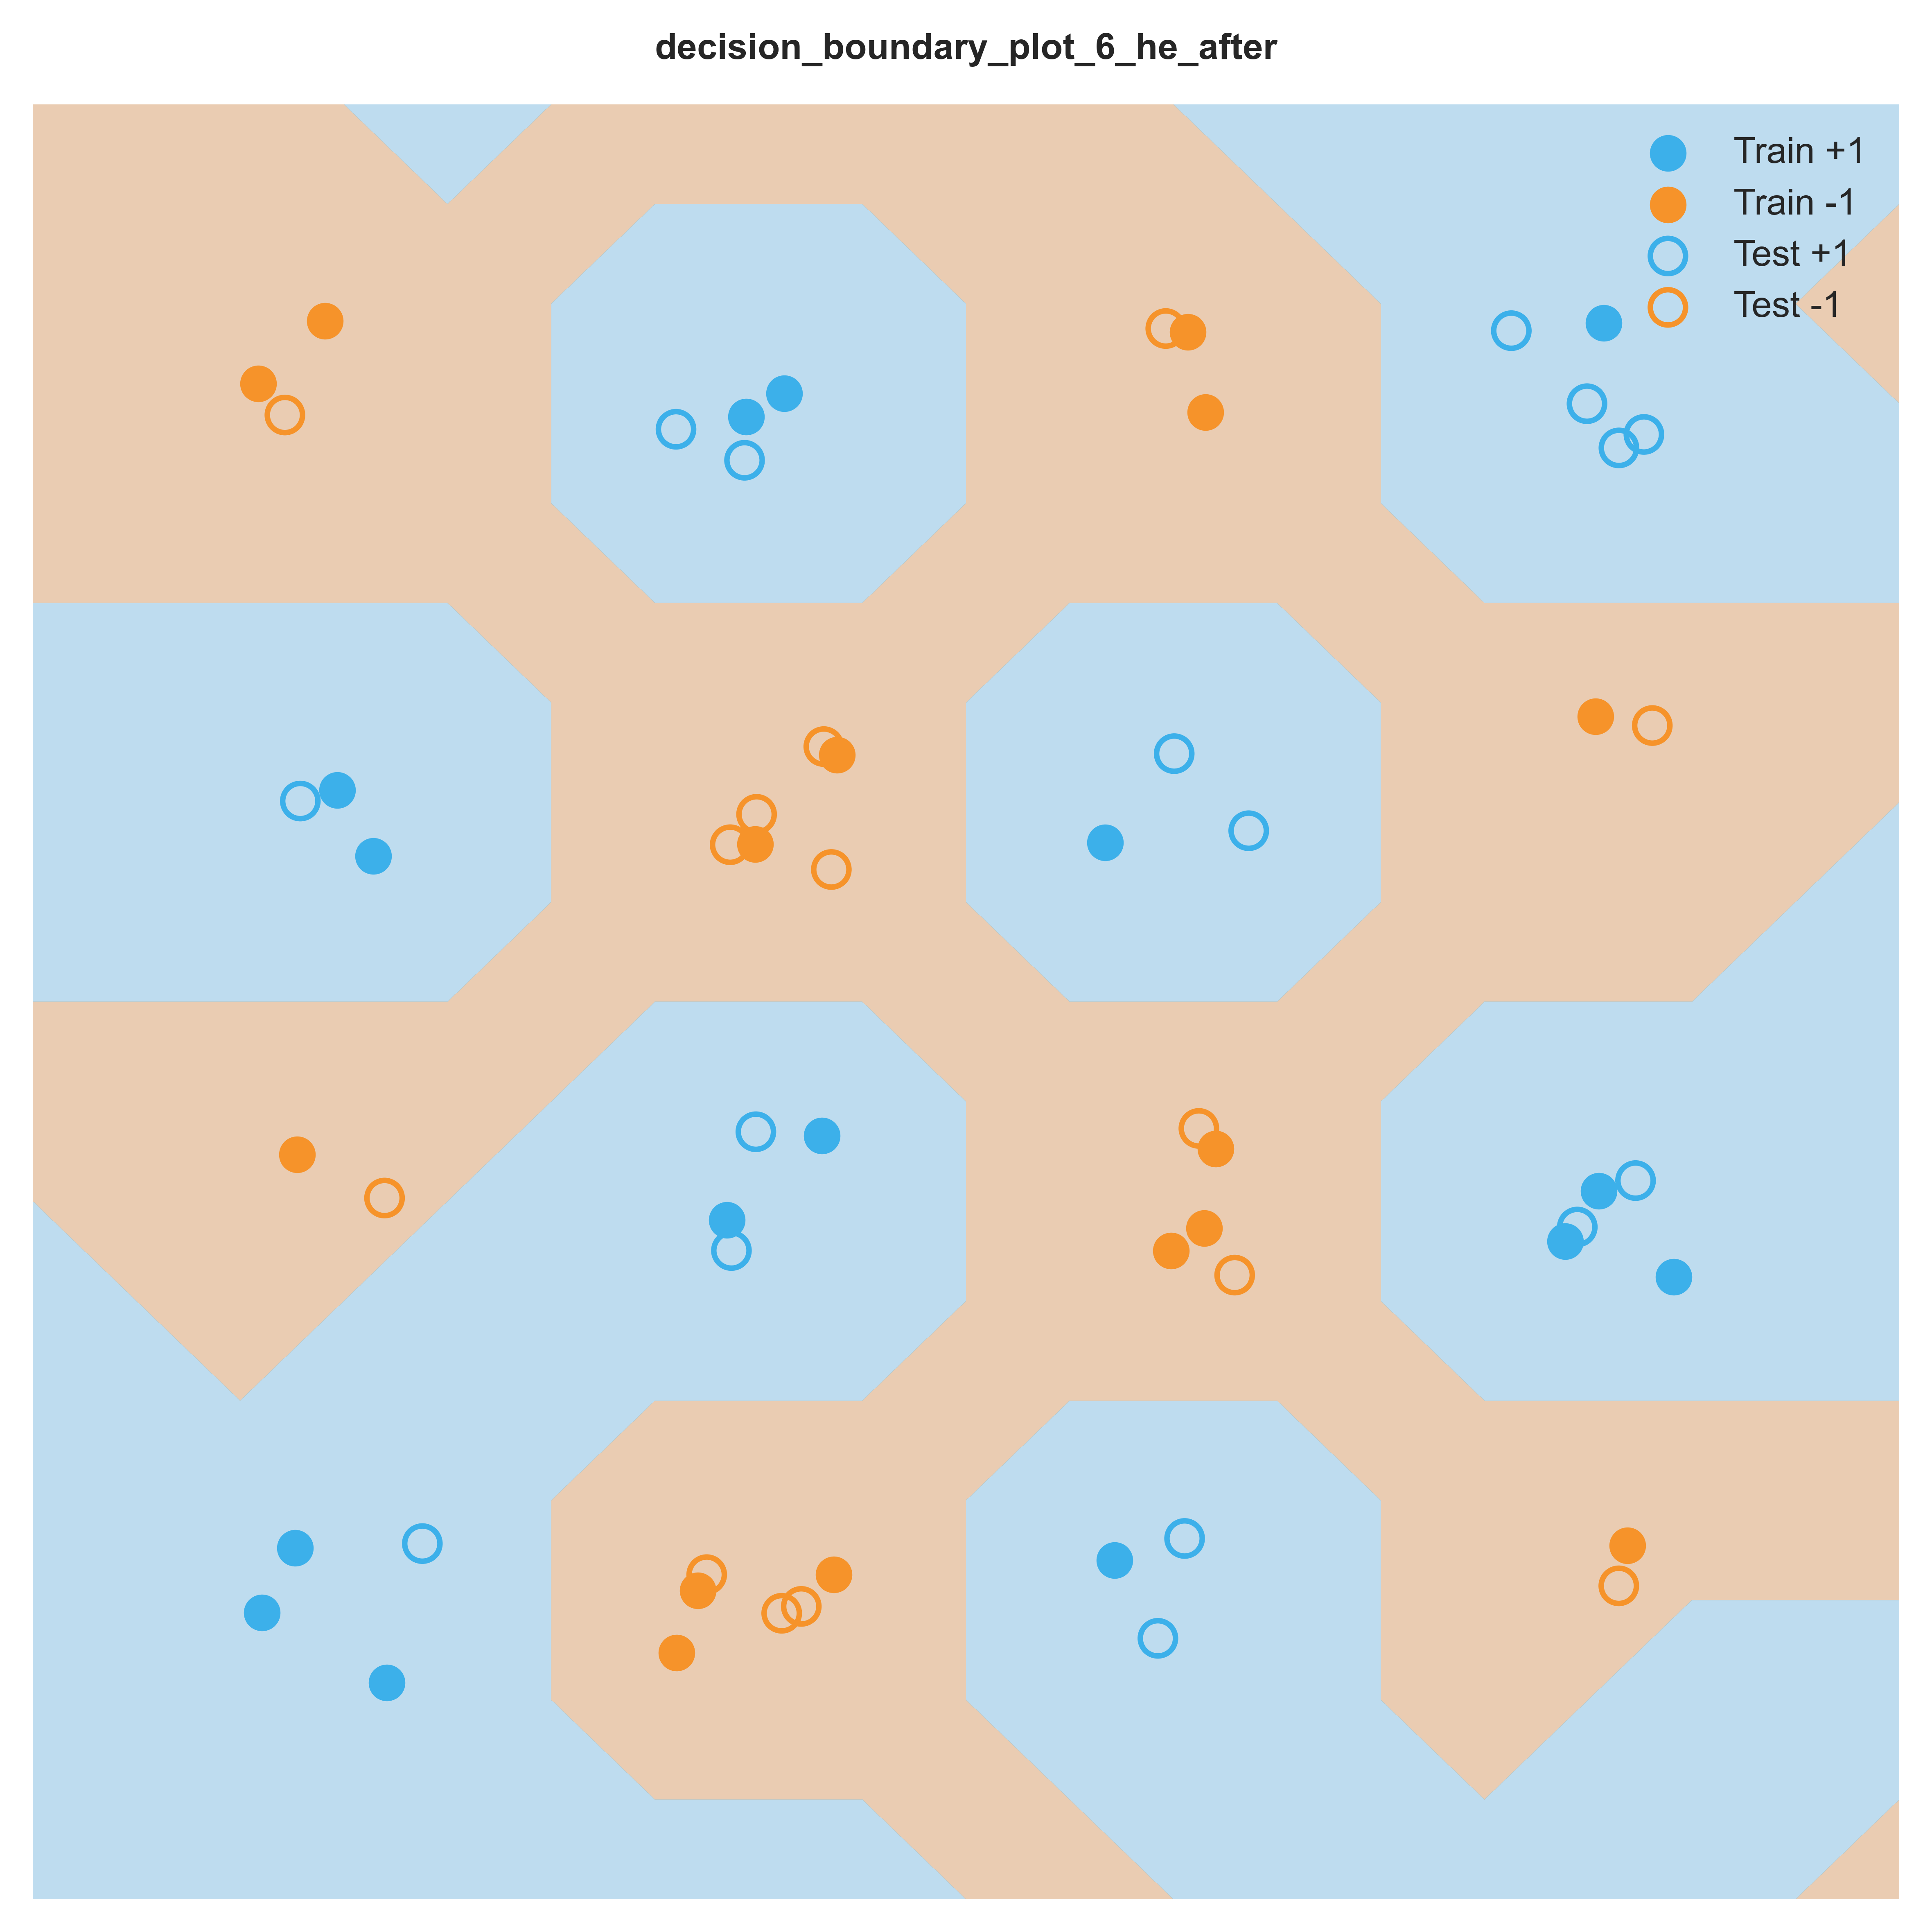 decision_boundary_plot_6_he_after
Train +1
Train -1
Test +1
Test -1